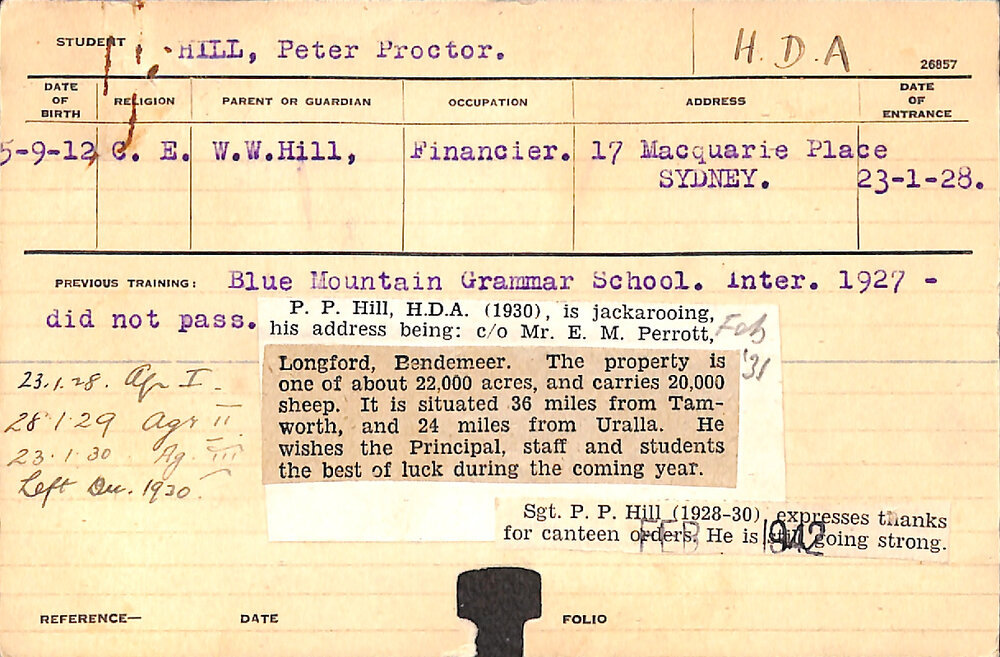 STUDENT HILL, Peter Proctor. H.D.A
26857
DATE OF BIRTH RELIGION PARENT OR GUARDIAN OCCUPATION ADDRESS DATE OF ENTRANCE
5-9-12 C. E. W.W.Hill, Financier. 17 Macquarie Place
SYDNEY. 23-1-28.
PREVIOUS TRAINING: Blue Mountain Grammar School. Inter. 1927 -
did not pass.
P. P. Hill, H.D.A. (1930), is jackarooing,
his address being: c/o Mr. E. M. Perrott,
Feb '31
Longford, Bendemeer. The property is
one of about 22,000 acres, and carries 20,000
sheep. It is situated 36 miles from Tam-
worth, and 24 miles from Uralla. He
wishes the Principal, staff and students
the best of luck during the coming year.
23.1.28. Ag I.
28.1.29 Agr II
23.1.30 Ag. III
Left Dec. 1930.
Sgt. P. P. Hill (1928-30) expresses thanks
for canteen orders. He is still going strong.
FEB 1942
REFERENCE— DATE FOLIO